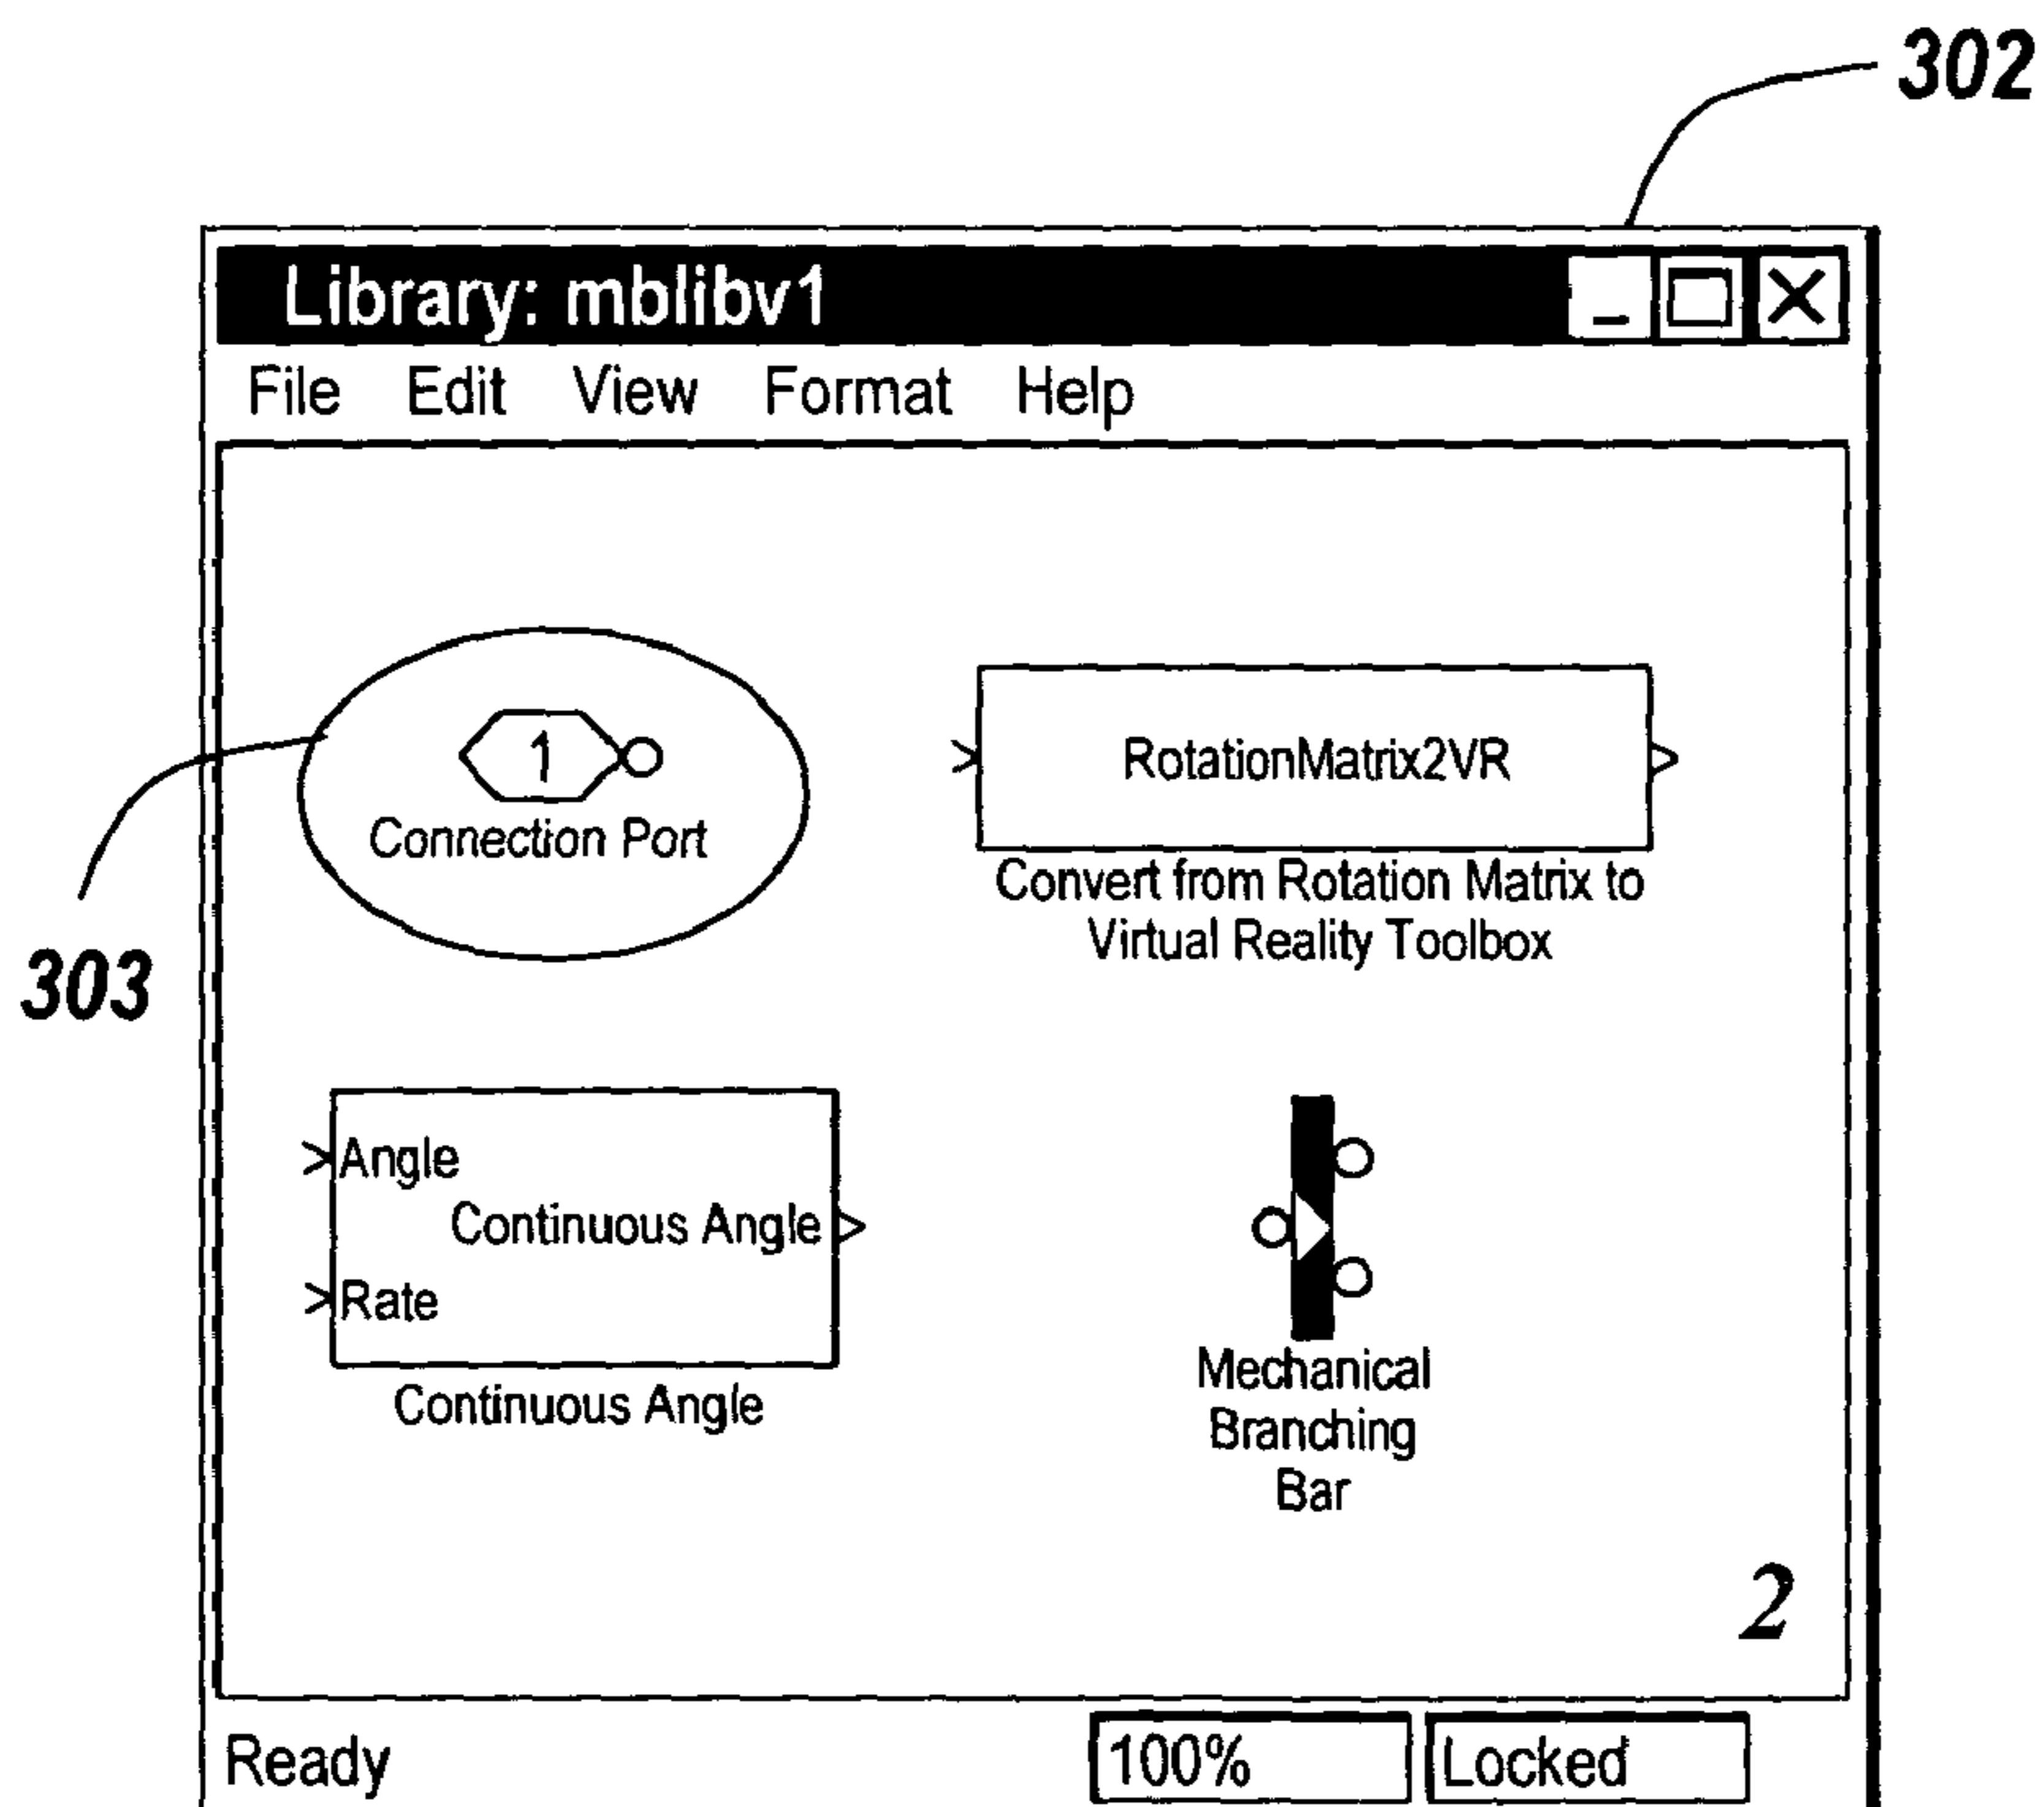 302
Library: mblibv1
File Edit View Format Help
1
Connection Port
RotationMatrix2VR
Convert from Rotation Matrix to
Virtual Reality Toolbox
303
Angle
Continuous Angle
Rate
Continuous Angle
Mechanical
Branching
Bar
2
Ready 100% Locked